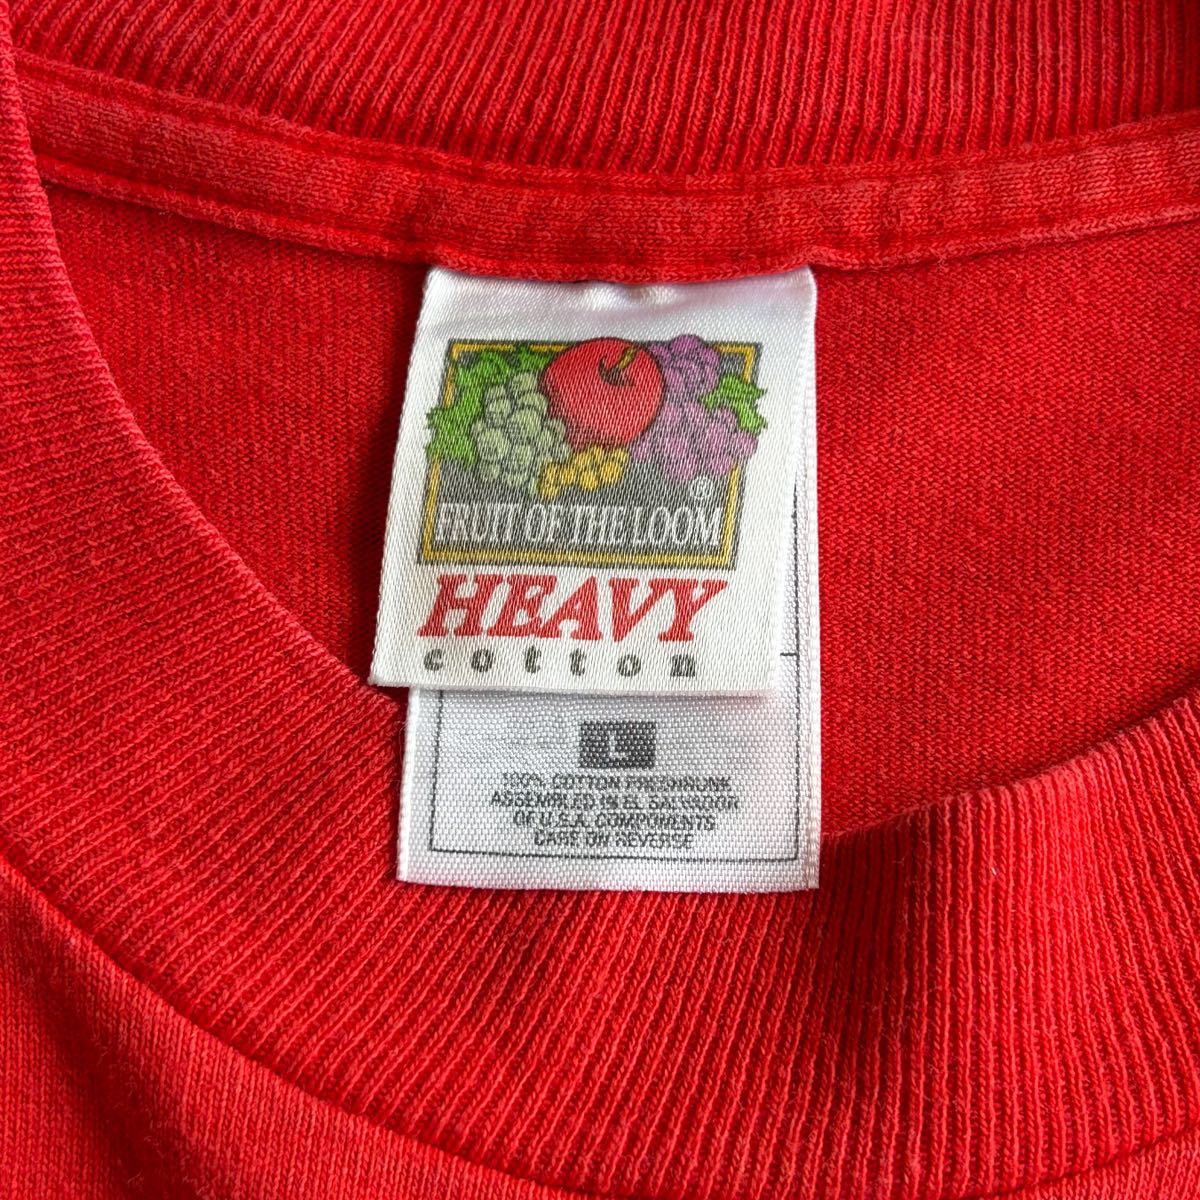 ®
FRUIT OF THE LOOM
HEAVY
cotton
L
100% COTTON PRESHRUNK
ASSEMBLED IN EL SALVADOR
OF U.S.A. COMPONENTS
CARE ON REVERSE